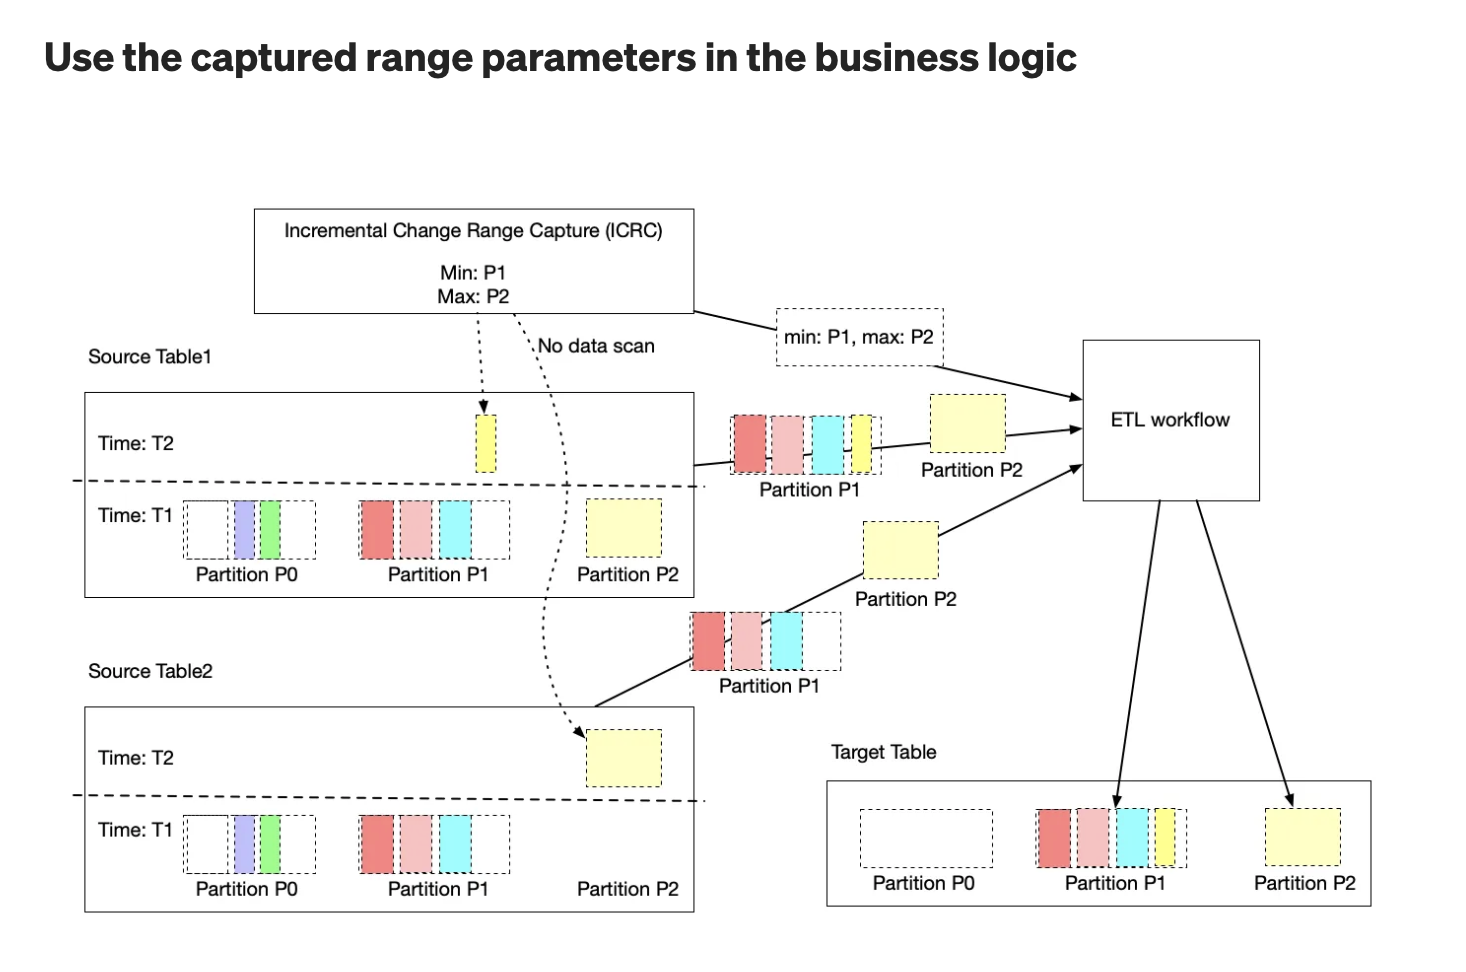 Use the captured range parameters in the business logic
Incremental Change Range Capture (ICRC)
Min: P1
Max: P2
No data scan
min: P1, max: P2
Source Table1
Time: T2
Time: T1
Partition P0
Partition P1
Partition P2
Partition P1
Partition P2
ETL workflow
Partition P2
Partition P1
Source Table2
Time: T2
Time: T1
Partition P0
Partition P1
Partition P2
Target Table
Partition P0
Partition P1
Partition P2